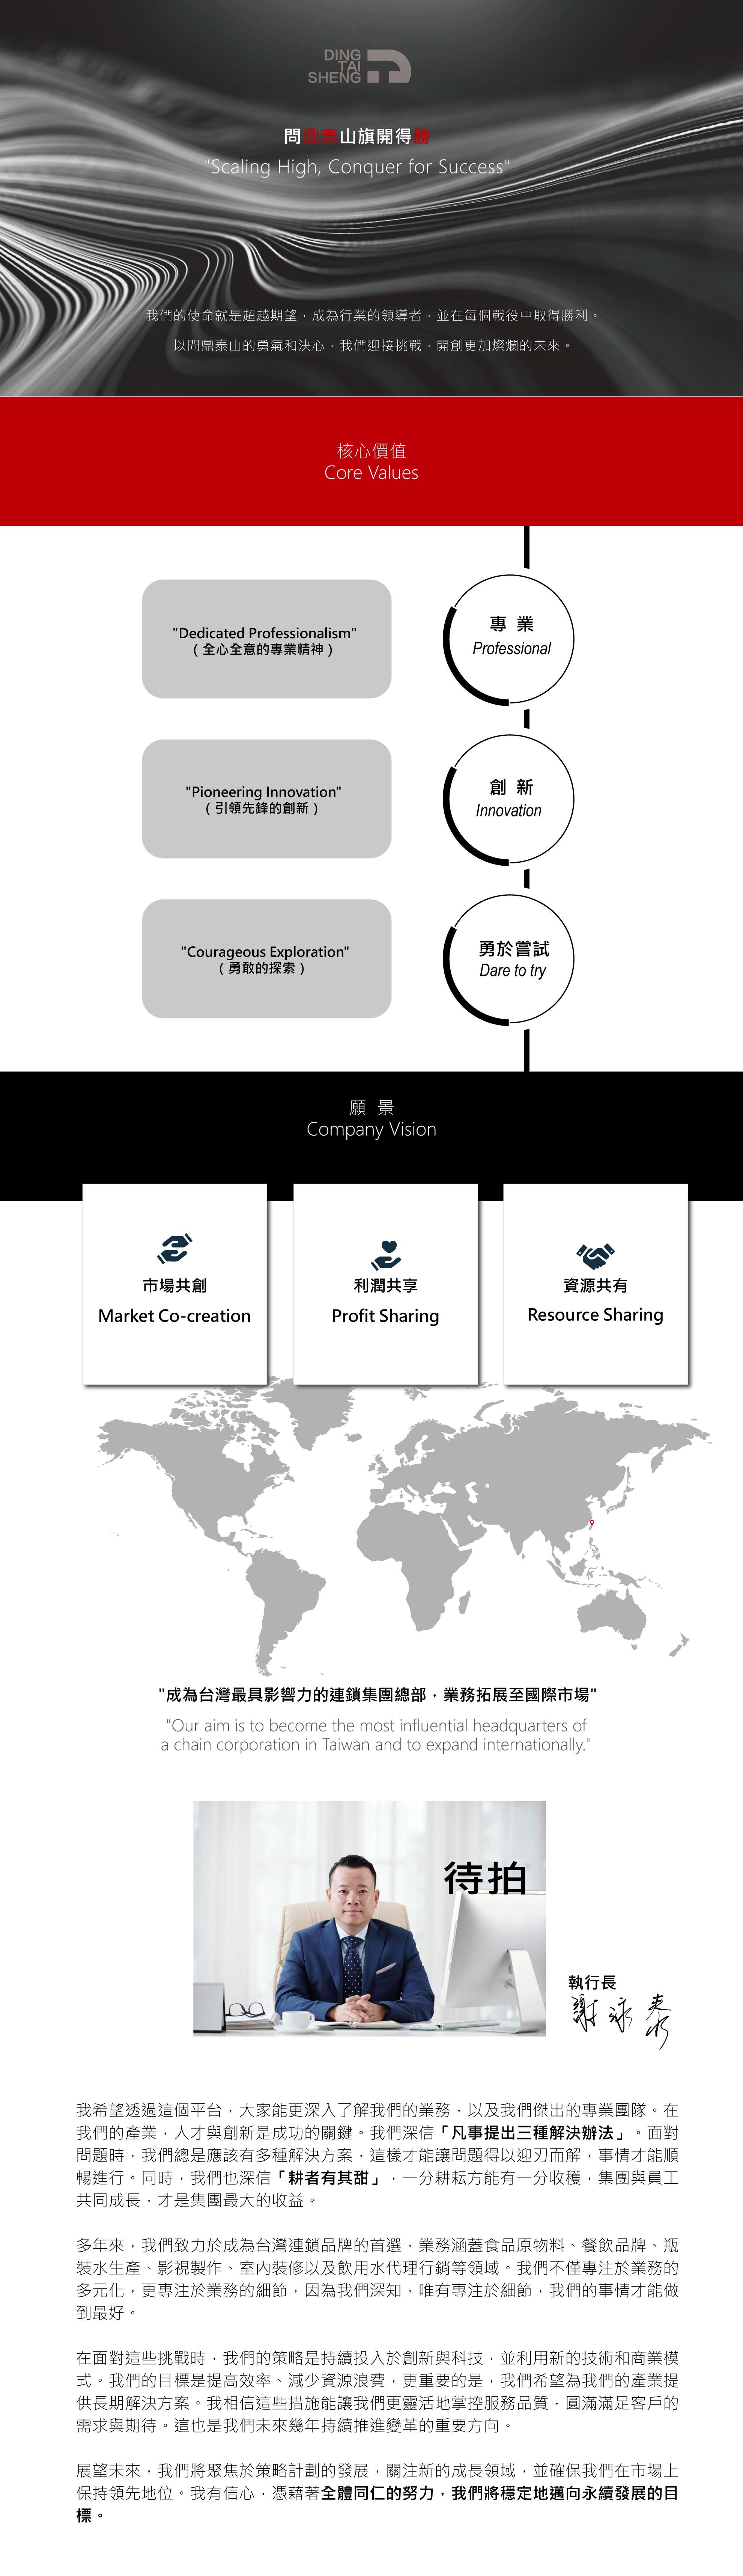 DING
TAI
SHENG
問鼎泰山旗開得勝
"Scaling High, Conquer for Success"
我們的使命就是超越期望，成為行業的領導者，並在每個戰役中取得勝利。
以問鼎泰山的勇氣和決心，我們迎接挑戰，開創更加燦爛的未來。
核心價值
Core Values
"Dedicated Professionalism"
（全心全意的專業精神）
專 業
Professional
"Pioneering Innovation"
（引領先鋒的創新）
創 新
Innovation
"Courageous Exploration"
（勇敢的探索）
勇於嘗試
Dare to try
願 景
Company Vision
市場共創
Market Co-creation
利潤共享
Profit Sharing
資源共有
Resource Sharing
"成為台灣最具影響力的連鎖集團總部，業務拓展至國際市場"
"Our aim is to become the most influential headquarters of
a chain corporation in Taiwan and to expand internationally."
待拍
執行長
謝詠泰
我希望透過這個平台，大家能更深入了解我們的業務，以及我們傑出的專業團隊。在
我們的產業，人才與創新是成功的關鍵。我們深信「凡事提出三種解決辦法」。面對
問題時，我們總是應該有多種解決方案，這樣才能讓問題得以迎刃而解，事情才能順
暢進行。同時，我們也深信「耕者有其甜」，一分耕耘方能有一分收穫，集團與員工
共同成長，才是集團最大的收益。
多年來，我們致力於成為台灣連鎖品牌的首選，業務涵蓋食品原物料、餐飲品牌、瓶
裝水生產、影視製作、室內裝修以及飲用水代理行銷等領域。我們不僅專注於業務的
多元化，更專注於業務的細節，因為我們深知，唯有專注於細節，我們的事情才能做
到最好。
在面對這些挑戰時，我們的策略是持續投入於創新與科技，並利用新的技術和商業模
式。我們的目標是提高效率、減少資源浪費，更重要的是，我們希望為我們的產業提
供長期解決方案。我相信這些措施能讓我們更靈活地掌控服務品質，圓滿滿足客戶的
需求與期待。這也是我們未來幾年持續推進變革的重要方向。
展望未來，我們將聚焦於策略計劃的發展，關注新的成長領域，並確保我們在市場上
保持領先地位。我有信心，憑藉著全體同仁的努力，我們將穩定地邁向永續發展的目
標。